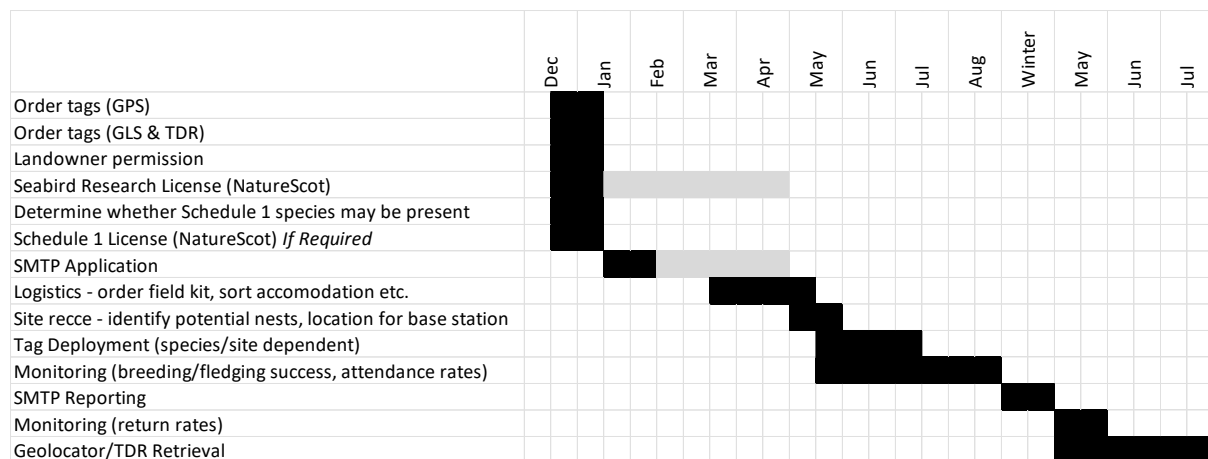 Dec
Jan
Feb
Mar
Apr
May
Jun
Jul
Aug
Winter
May
Jun
Jul
Order tags (GPS)
Order tags (GLS & TDR)
Landowner permission
Seabird Research License (NatureScot)
Determine whether Schedule 1 species may be present
Schedule 1 License (NatureScot) If Required
SMTP Application
Logistics - order field kit, sort accomodation etc.
Site recce - identify potential nests, location for base station
Tag Deployment (species/site dependent)
Monitoring (breeding/fledging success, attendance rates)
SMTP Reporting
Monitoring (return rates)
Geolocator/TDR Retrieval